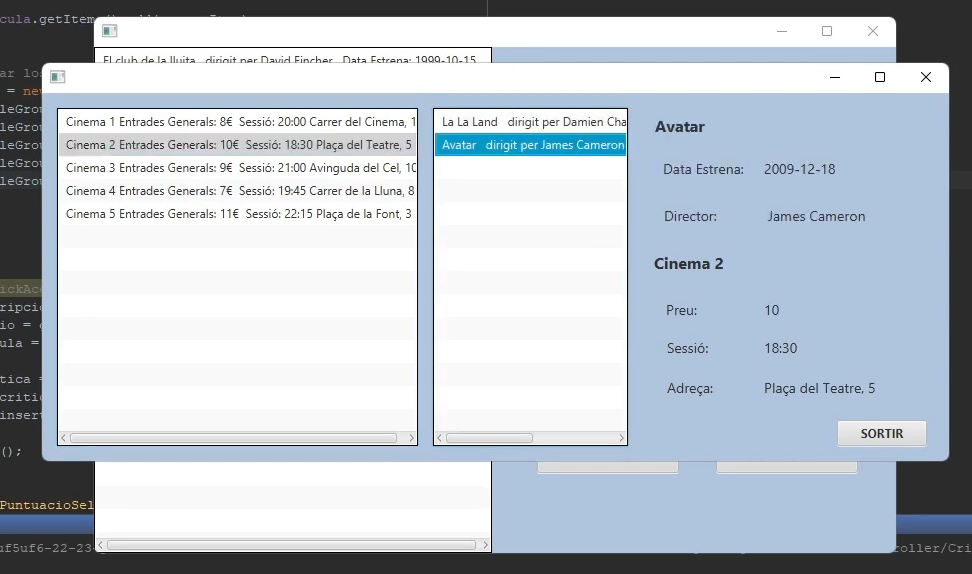 cula.getItem
El club de la lluita dirigit per David Fincher Data Estrena: 1999-10-15
ar los
= new
leGrou
leGrou
leGrou
leGrou
leGrou
Cinema 1 Entrades Generals: 8€ Sessió: 20:00 Carrer del Cinema, 1
Cinema 2 Entrades Generals: 10€ Sessió: 18:30 Plaça del Teatre, 5
Cinema 3 Entrades Generals: 9€ Sessió: 21:00 Avinguda del Cel, 10
Cinema 4 Entrades Generals: 7€ Sessió: 19:45 Carrer de la Lluna, 8
Cinema 5 Entrades Generals: 11€ Sessió: 22:15 Plaça de la Font, 3
La La Land dirigit per Damien Cha
Avatar dirigit per James Cameron
Avatar
Data Estrena: 2009-12-18
Director: James Cameron
Cinema 2
Preu: 10
Sessió: 18:30
Adreça: Plaça del Teatre, 5
SORTIR
ickAc
ripcio
io =
ula =
tica =
critic
insert
();
PuntuacioSel
uf5uf6-22-23
roller/Cri